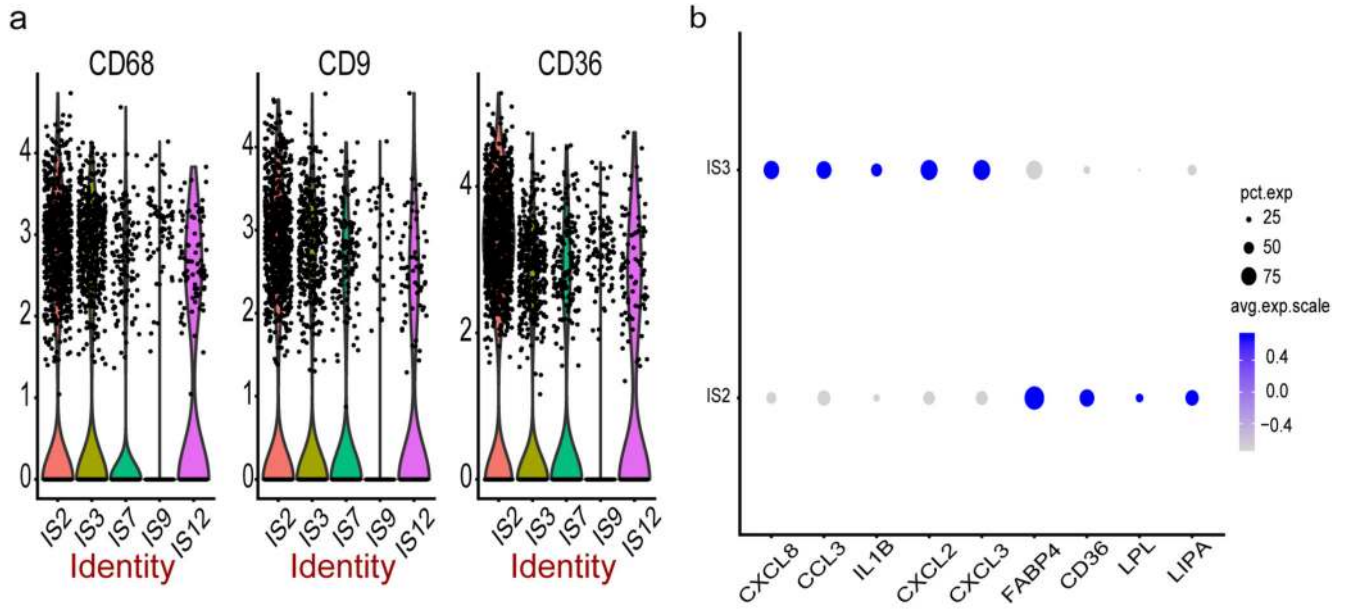 a
CD68
CD9
CD36
4
3
2
1
0
4
3
2
1
0
4
2
0
IS2 IS3 IS7 IS9 IS12
IS2 IS3 IS7 IS9 IS12
IS2 IS3 IS7 IS9 IS12
Identity
Identity
Identity
b
IS3
IS2
CXCL8 CCL3 IL1B CXCL2 CXCL3 FABP4 CD36 LPL LIPA
pct.exp
25
50
75
avg.exp.scale
0.4
0.0
−0.4